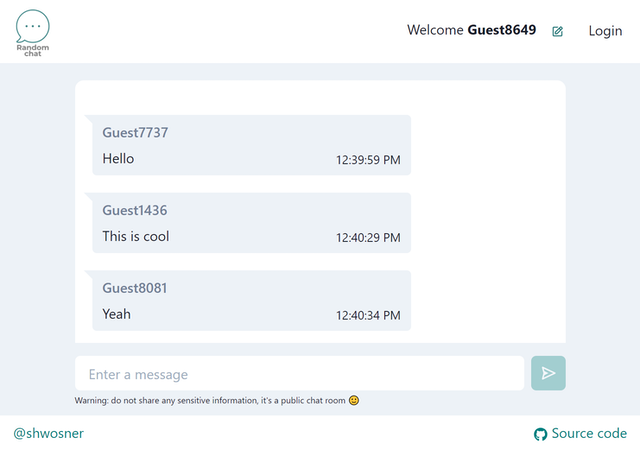 Random
chat
Welcome Guest8649
Login
Guest7737
Hello
12:39:59 PM
Guest1436
This is cool
12:40:29 PM
Guest8081
Yeah
12:40:34 PM
Enter a message
Warning: do not share any sensitive information, it's a public chat room 😐
@shwosner
Source code